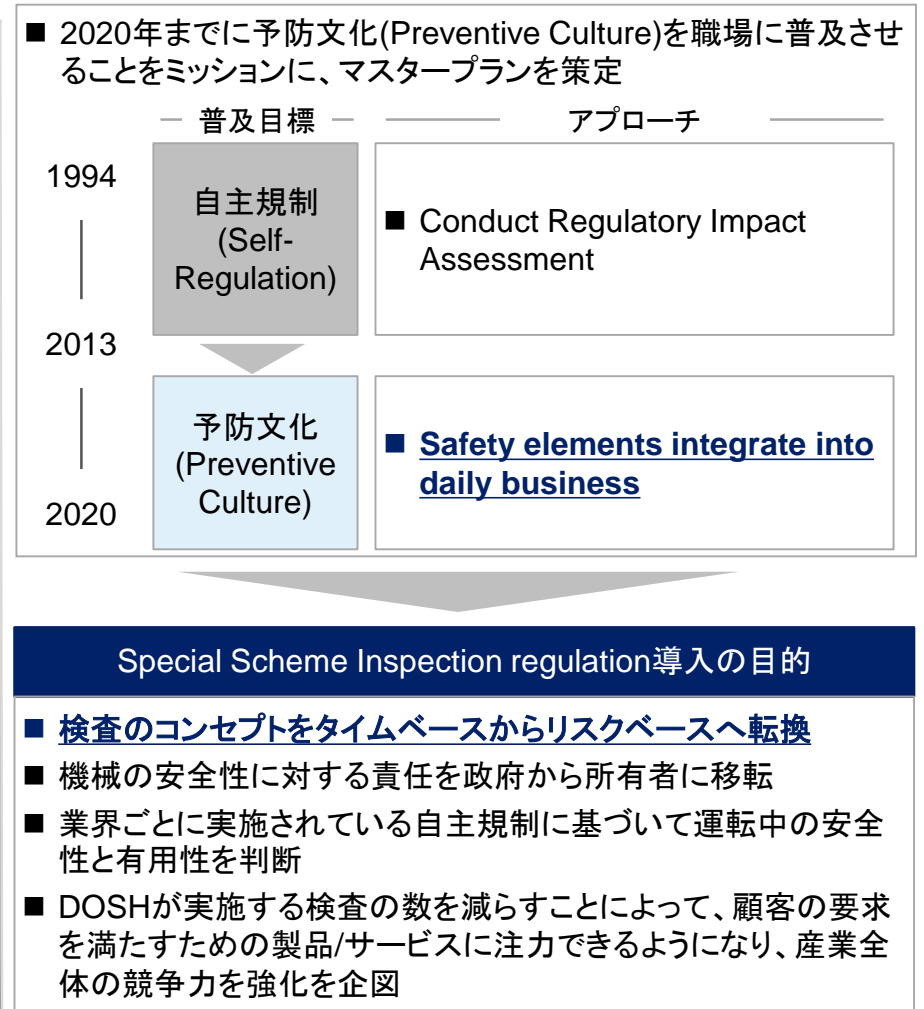 ■ 2020年までに予防文化(Preventive Culture)を職場に普及させ
ることをミッションに、マスタープランを策定
普及目標
アプローチ
1994
自主規制
(Self-
Regulation)
■ Conduct Regulatory Impact
Assessment
2013
予防文化
(Preventive
Culture)
■ Safety elements integrate into
daily business
2020
Special Scheme Inspection regulation導入の目的
■ 検査のコンセプトをタイムベースからリスクベースへ転換
■ 機械の安全性に対する責任を政府から所有者に移転
■ 業界ごとに実施されている自主規制に基づいて運転中の安全
性と有用性を判断
■ DOSHが実施する検査の数を減らすことによって、顧客の要求
を満たすための製品/サービスに注力できるようになり、産業全
体の競争力を強化を企図